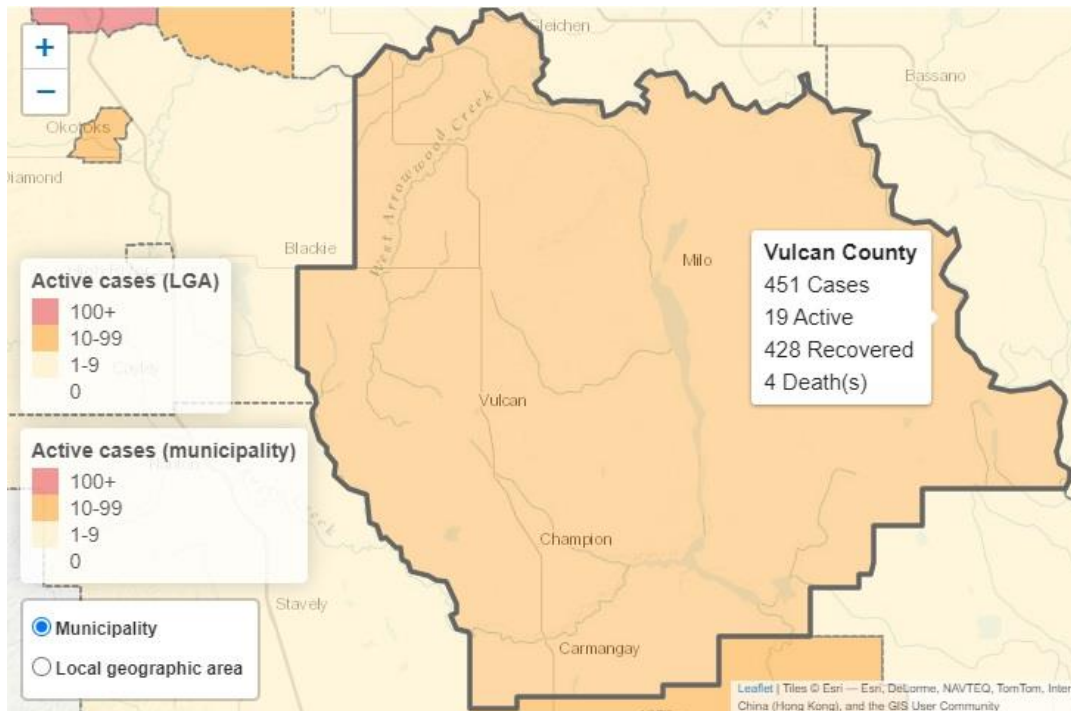 +
−
Gleichen
Bassano
Okotoks
Diamond
West Arrowwood Creek
Blackie
Milo
Vulcan County
451 Cases
19 Active
428 Recovered
4 Death(s)
Active cases (LGA)
100+
10-99
1-9
0
Cayley
Vulcan
Active cases (municipality)
100+
10-99
1-9
0
Nanton
Creek
Champion
Stavely
Municipality
Local geographic area
Carmangay
Leaflet | Tiles © Esri — Esri, DeLorme, NAVTEQ, TomTom, Inter
China (Hong Kong), and the GIS User Community